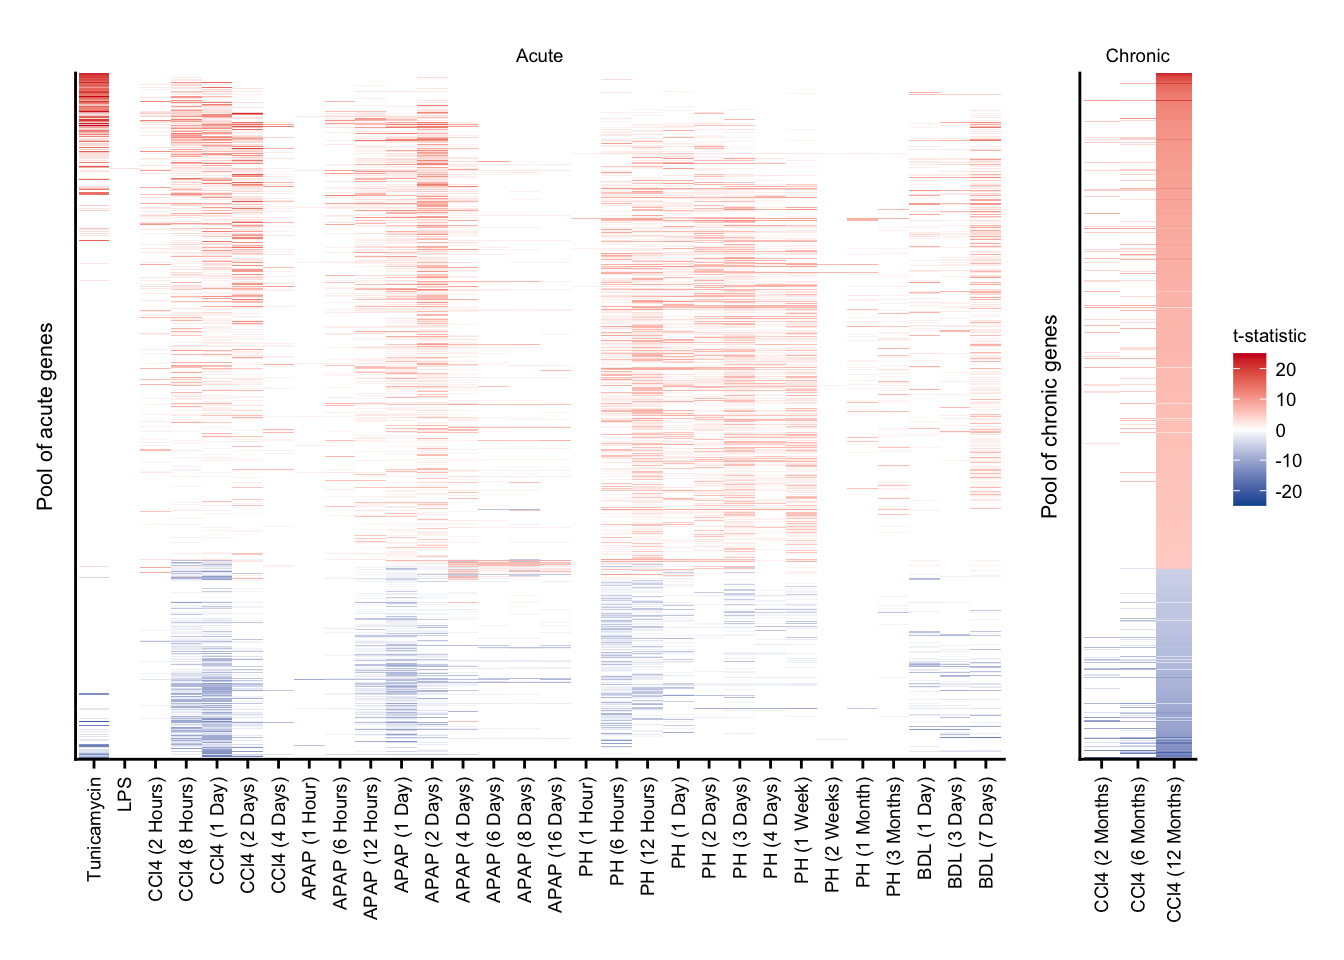 Acute
Chronic
Pool of acute genes
Pool of chronic genes
t-statistic
20
10
0
-10
-20
Tunicamycin
LPS
CCl4 (2 Hours)
CCl4 (8 Hours)
CCl4 (1 Day)
CCl4 (2 Days)
CCl4 (4 Days)
APAP (1 Hour)
APAP (6 Hours)
APAP (12 Hours)
APAP (1 Day)
APAP (2 Days)
APAP (4 Days)
APAP (6 Days)
APAP (8 Days)
APAP (16 Days)
PH (1 Hour)
PH (6 Hours)
PH (12 Hours)
PH (1 Day)
PH (2 Days)
PH (3 Days)
PH (4 Days)
PH (1 Week)
PH (2 Weeks)
PH (1 Month)
PH (3 Months)
BDL (1 Day)
BDL (3 Days)
BDL (7 Days)
CCl4 (2 Months)
CCl4 (6 Months)
CCl4 (12 Months)